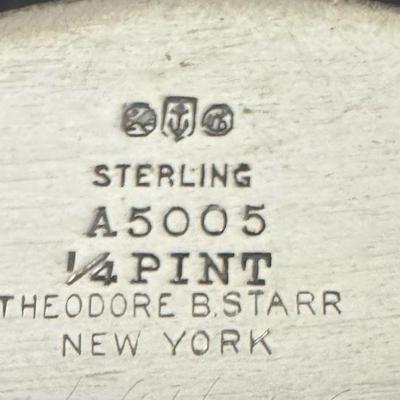 STERLING
A5005
1/4 PINT
THEODORE B. STARR
NEW YORK